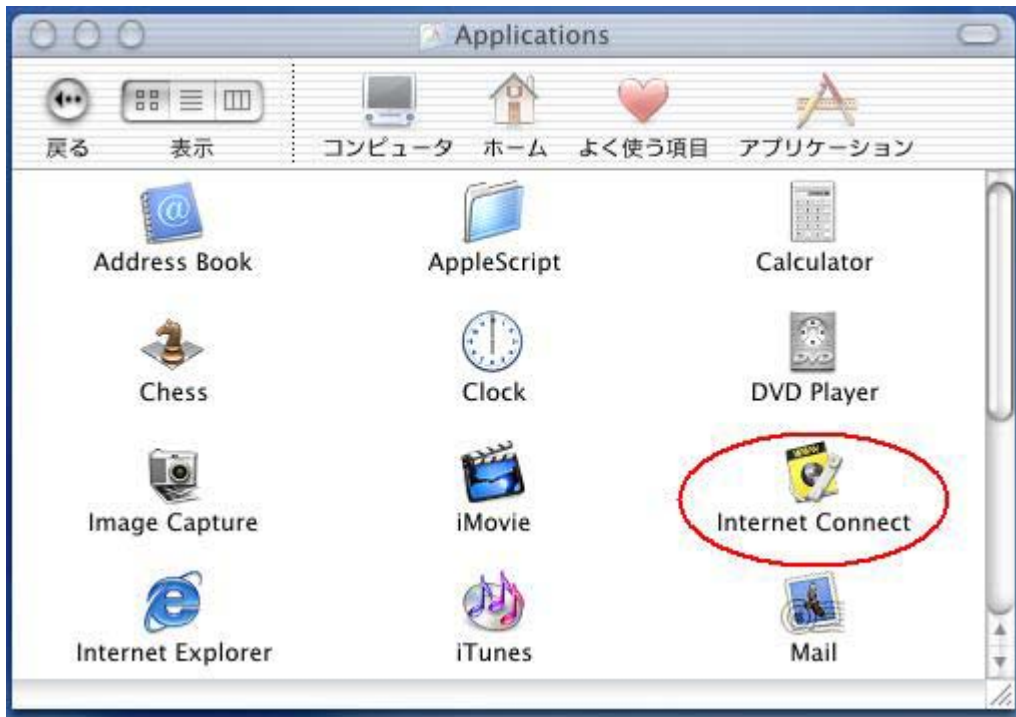 Applications
戻る 表示 コンピュータ ホーム よく使う項目 アプリケーション
Address Book AppleScript Calculator
Chess Clock DVD Player
Image Capture iMovie Internet Connect
Internet Explorer iTunes Mail